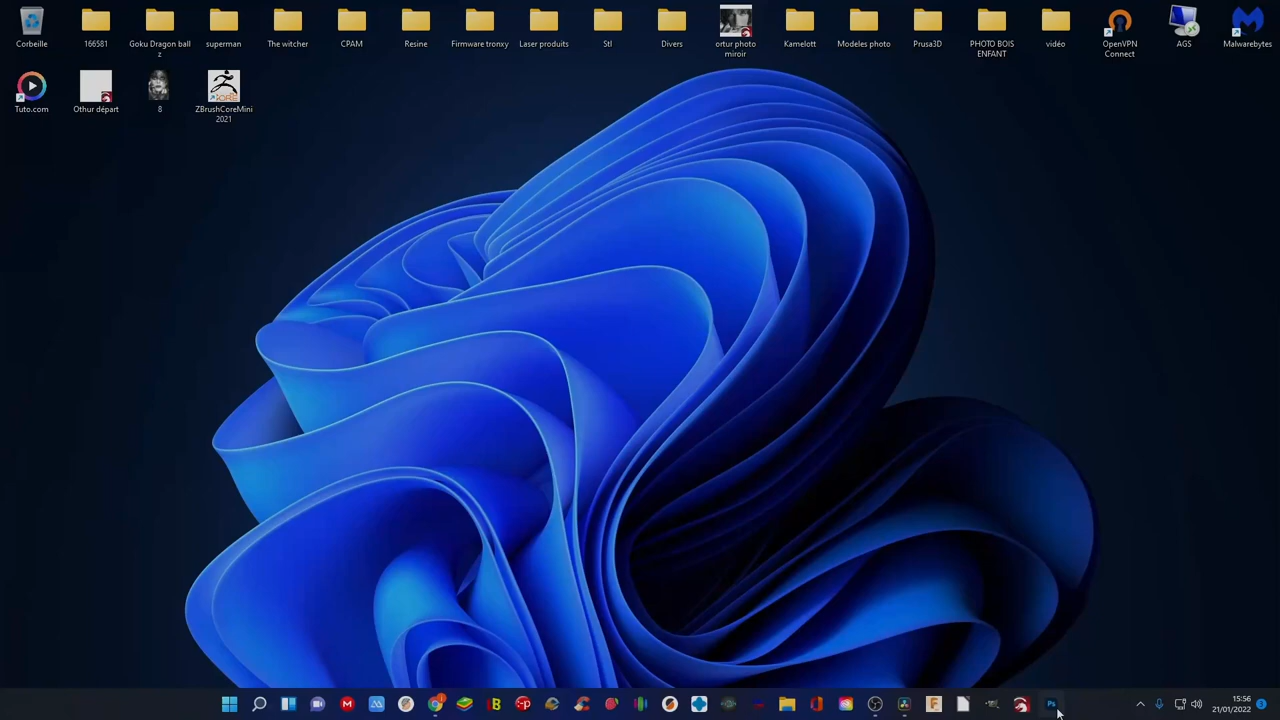 Corbeille
166581
Goku Dragon ball
z
superman
The witcher
CPAM
Resine
Firmware tronxy
Laser produits
Stl
Divers
ortur photo
miroir
Kamelott
Modeles photo
Prusa3D
PHOTO BOIS
ENFANT
vidéo
OpenVPN
Connect
AGS
Malwarebytes
Tuto.com
Othur départ
8
ZBrushCoreMini
2021
Ps
15:56
21/01/2022